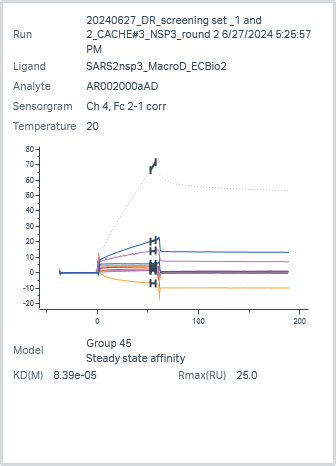 20240627_DR_screening set _1 and
Run 2_CACHE#3_NSP3_round 2 6/27/2024 5:25:57
PM
Ligand SARS2nsp3_MacroD_ECBio2
Analyte AR002000aAD
Sensorgram Ch 4, Fc 2-1 corr
Temperature 20
80
70
60
50
40
30
20
10
0
-10
-20
0 100 200
Model Group 45
Steady state affinity
KD(M) 8.39e-05 Rmax(RU) 25.0